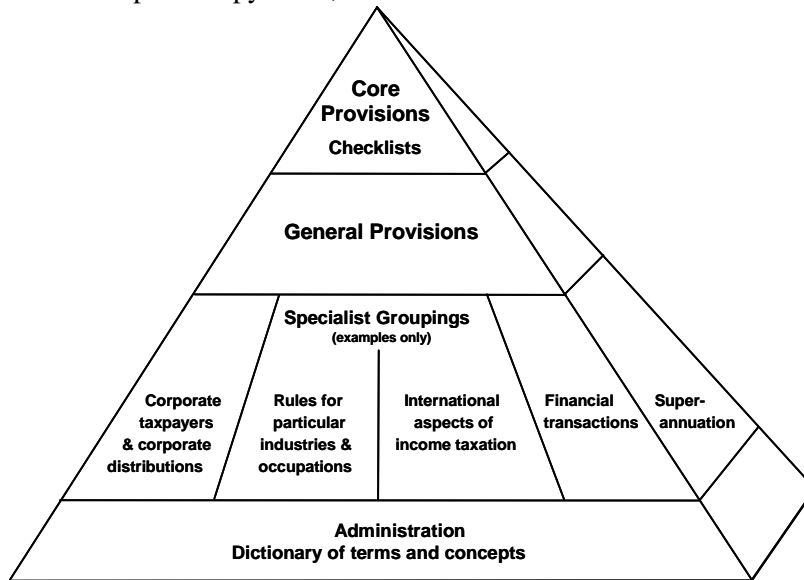 Core
Provisions
Checklists
General Provisions
Specialist Groupings
(examples only)
Corporate
taxpayers
& corporate
distributions
Rules for
particular
industries &
occupations
International
aspects of
income taxation
Financial
transactions
Super-
annuation
Administration
Dictionary of terms and concepts